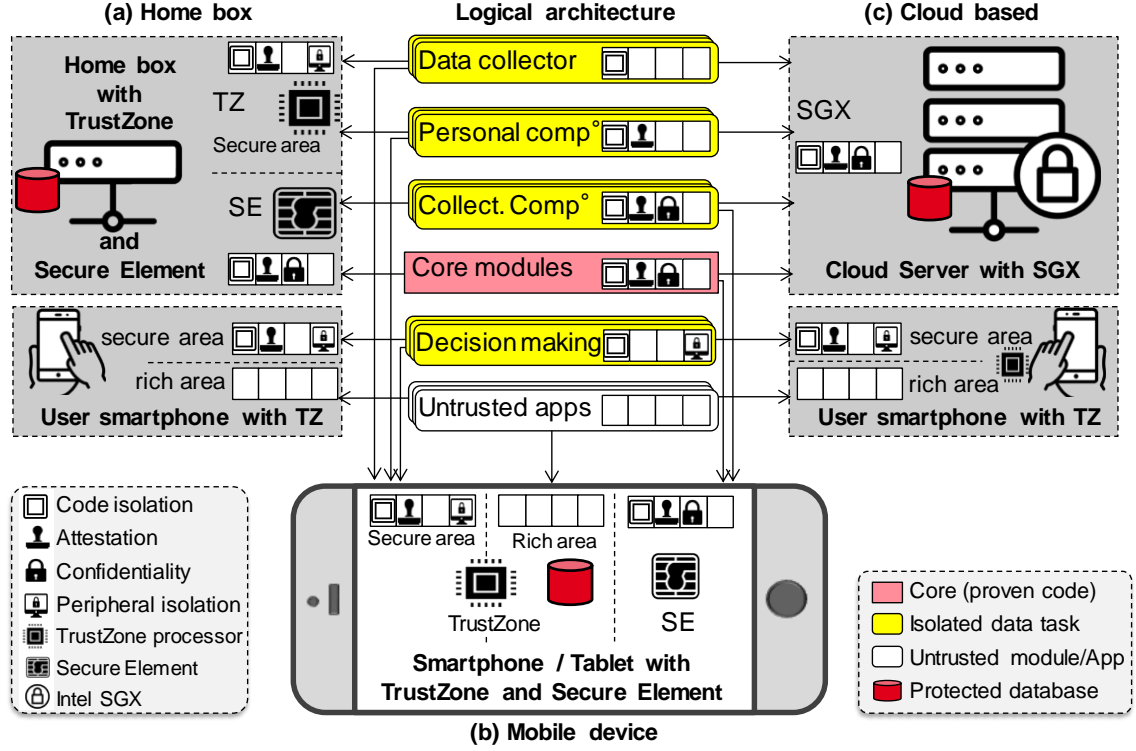 (a) Home box
Logical architecture
(c) Cloud based
Home box
with
TrustZone
TZ
Secure area
SE
and
Secure Element
Data collector
Personal comp°
Collect. Comp°
Core modules
Decision making
Untrusted apps
SGX
Cloud Server with SGX
secure area
rich area
User smartphone with TZ
secure area
rich area
User smartphone with TZ
Code isolation
Attestation
Confidentiality
Peripheral isolation
TrustZone processor
Secure Element
Intel SGX
Secure area
Rich area
TrustZone
SE
Smartphone / Tablet with
TrustZone and Secure Element
Core (proven code)
Isolated data task
Untrusted module/App
Protected database
(b) Mobile device